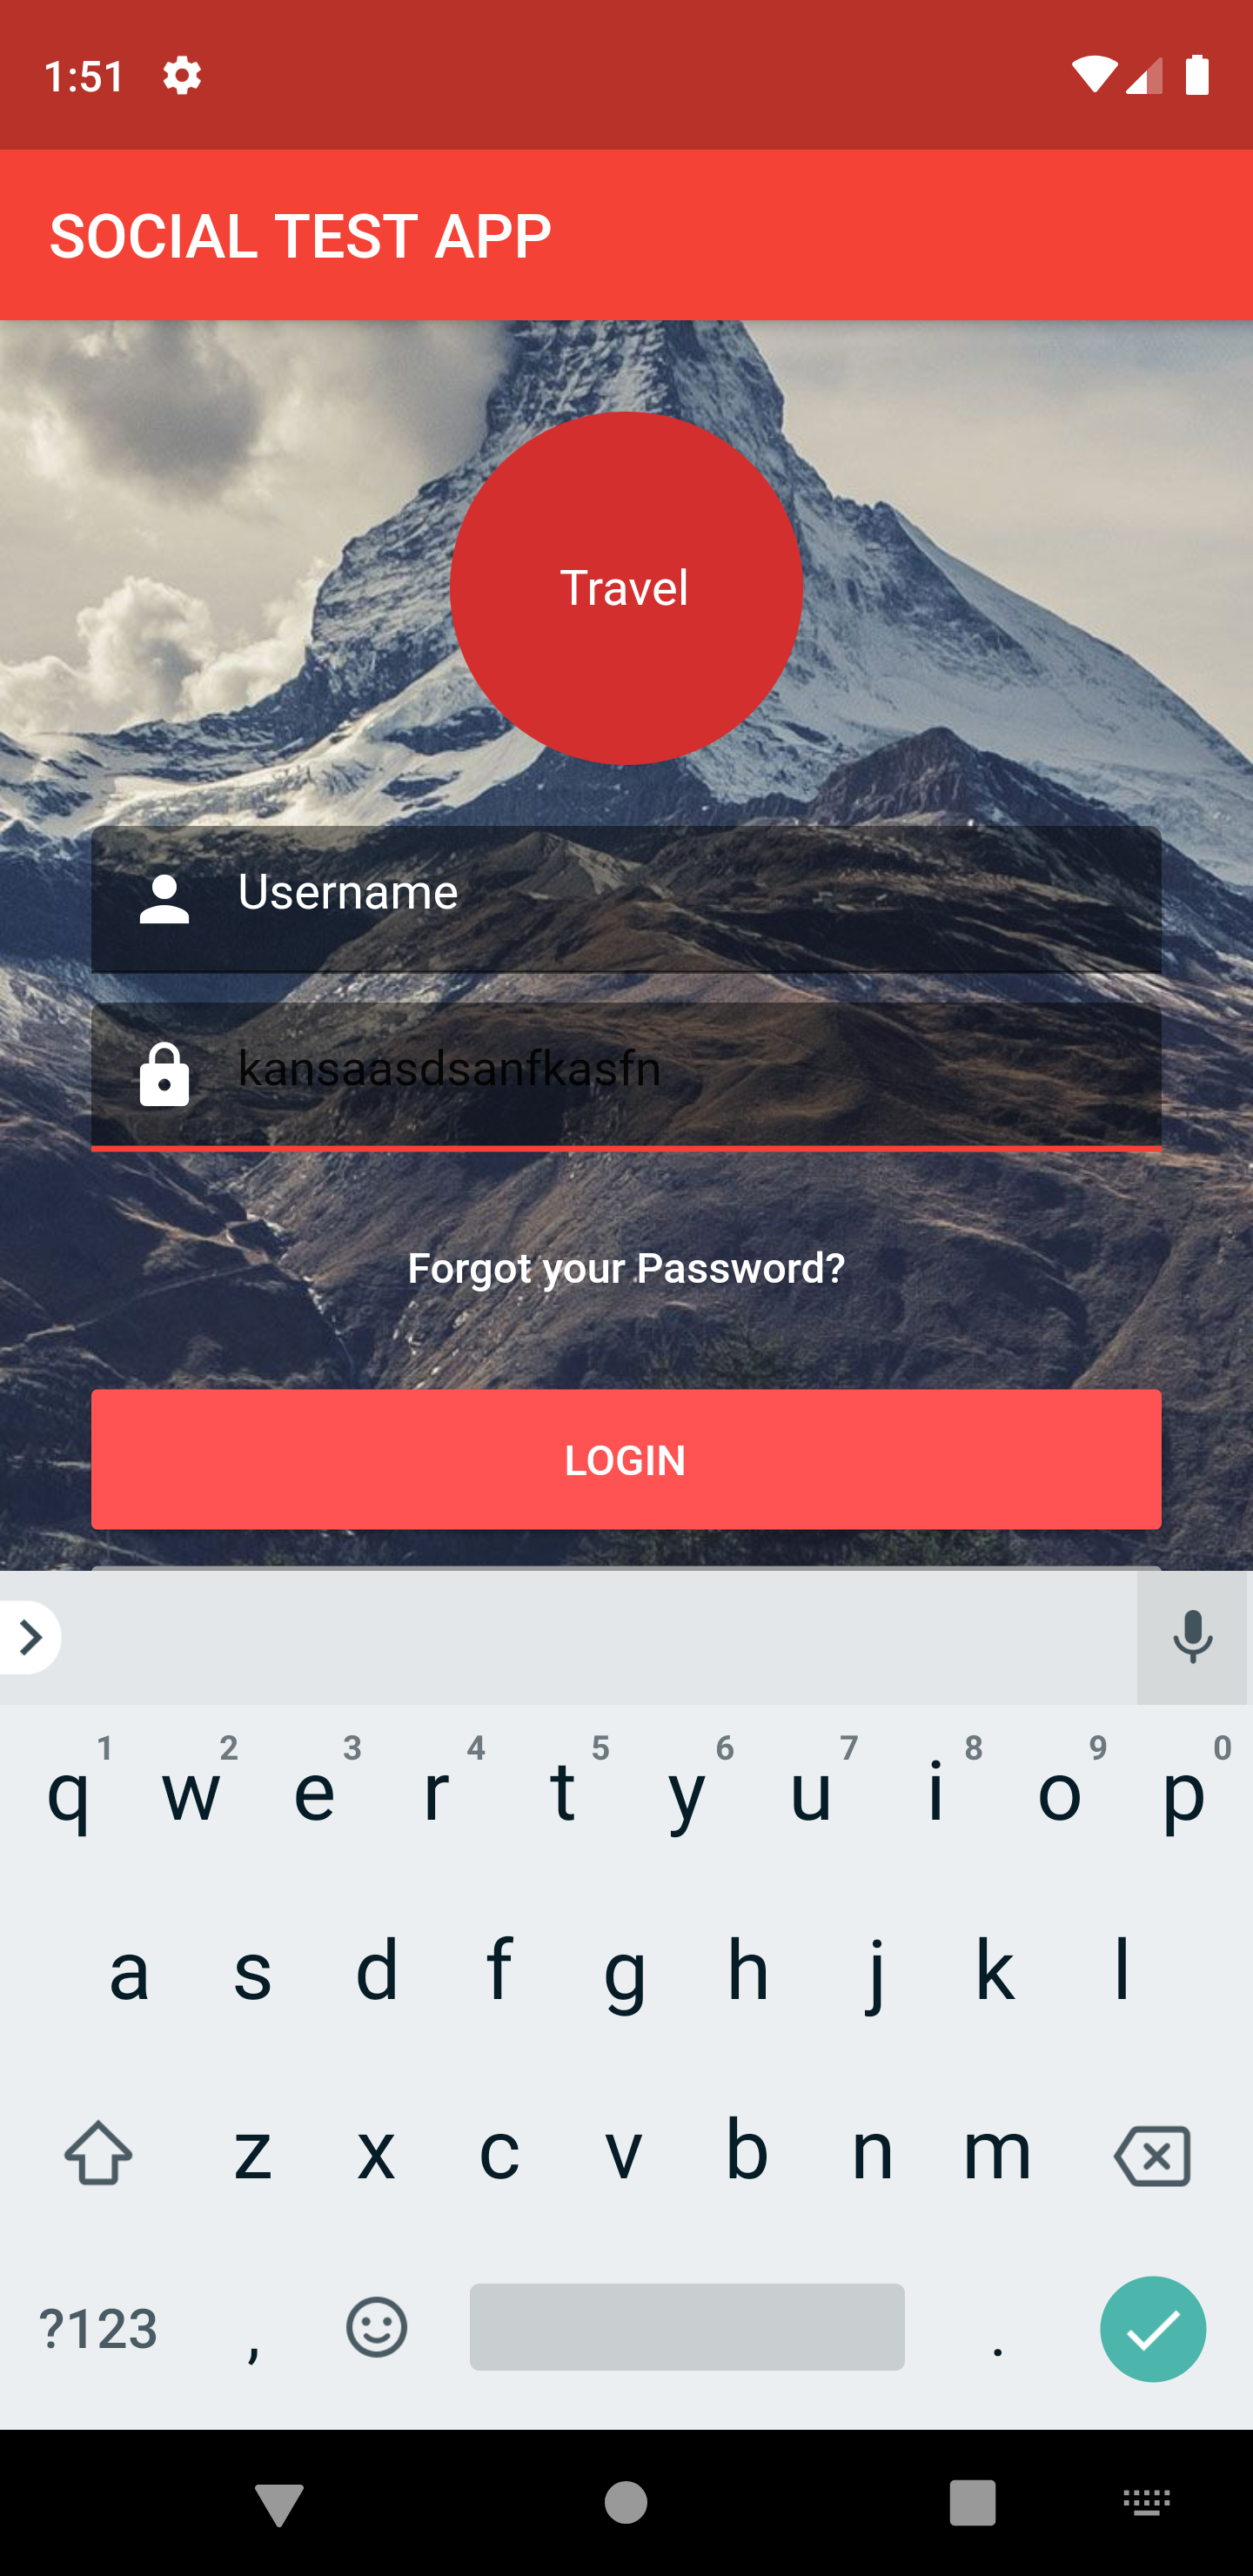 1:51
SOCIAL TEST APP
Travel
Username
kansaasdsanfkasfn
Forgot your Password?
LOGIN
1 2 3 4 5 6 7 8 9 0
q w e r t y u i o p
a s d f g h j k l
z x c v b n m
?123 , .